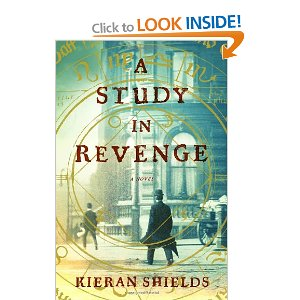 Click to LOOK INSIDE!
A
STUDY
IN
REVENGE
A NOVEL
KIERAN SHIELDS